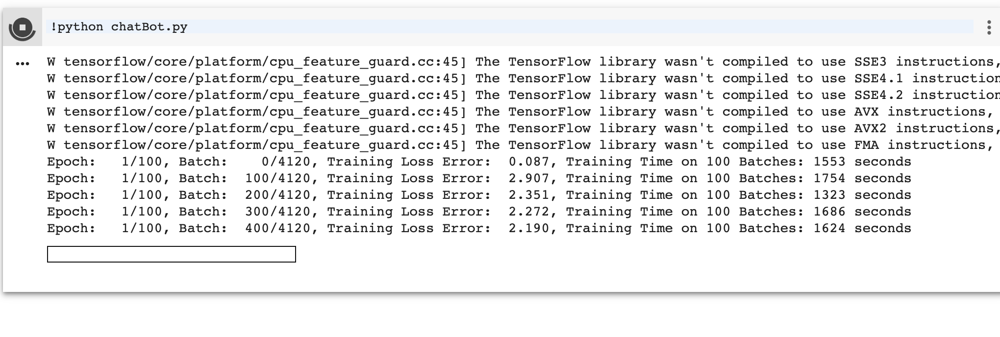 !python chatBot.py
W tensorflow/core/platform/cpu_feature_guard.cc:45] The TensorFlow library wasn't compiled to use SSE3 instructions,
W tensorflow/core/platform/cpu_feature_guard.cc:45] The TensorFlow library wasn't compiled to use SSE4.1 instruction
W tensorflow/core/platform/cpu_feature_guard.cc:45] The TensorFlow library wasn't compiled to use SSE4.2 instruction
W tensorflow/core/platform/cpu_feature_guard.cc:45] The TensorFlow library wasn't compiled to use AVX instructions,
W tensorflow/core/platform/cpu_feature_guard.cc:45] The TensorFlow library wasn't compiled to use AVX2 instructions,
W tensorflow/core/platform/cpu_feature_guard.cc:45] The TensorFlow library wasn't compiled to use FMA instructions,
Epoch:   1/100, Batch:    0/4120, Training Loss Error:  0.087, Training Time on 100 Batches: 1553 seconds
Epoch:   1/100, Batch:  100/4120, Training Loss Error:  2.907, Training Time on 100 Batches: 1754 seconds
Epoch:   1/100, Batch:  200/4120, Training Loss Error:  2.351, Training Time on 100 Batches: 1323 seconds
Epoch:   1/100, Batch:  300/4120, Training Loss Error:  2.272, Training Time on 100 Batches: 1686 seconds
Epoch:   1/100, Batch:  400/4120, Training Loss Error:  2.190, Training Time on 100 Batches: 1624 seconds